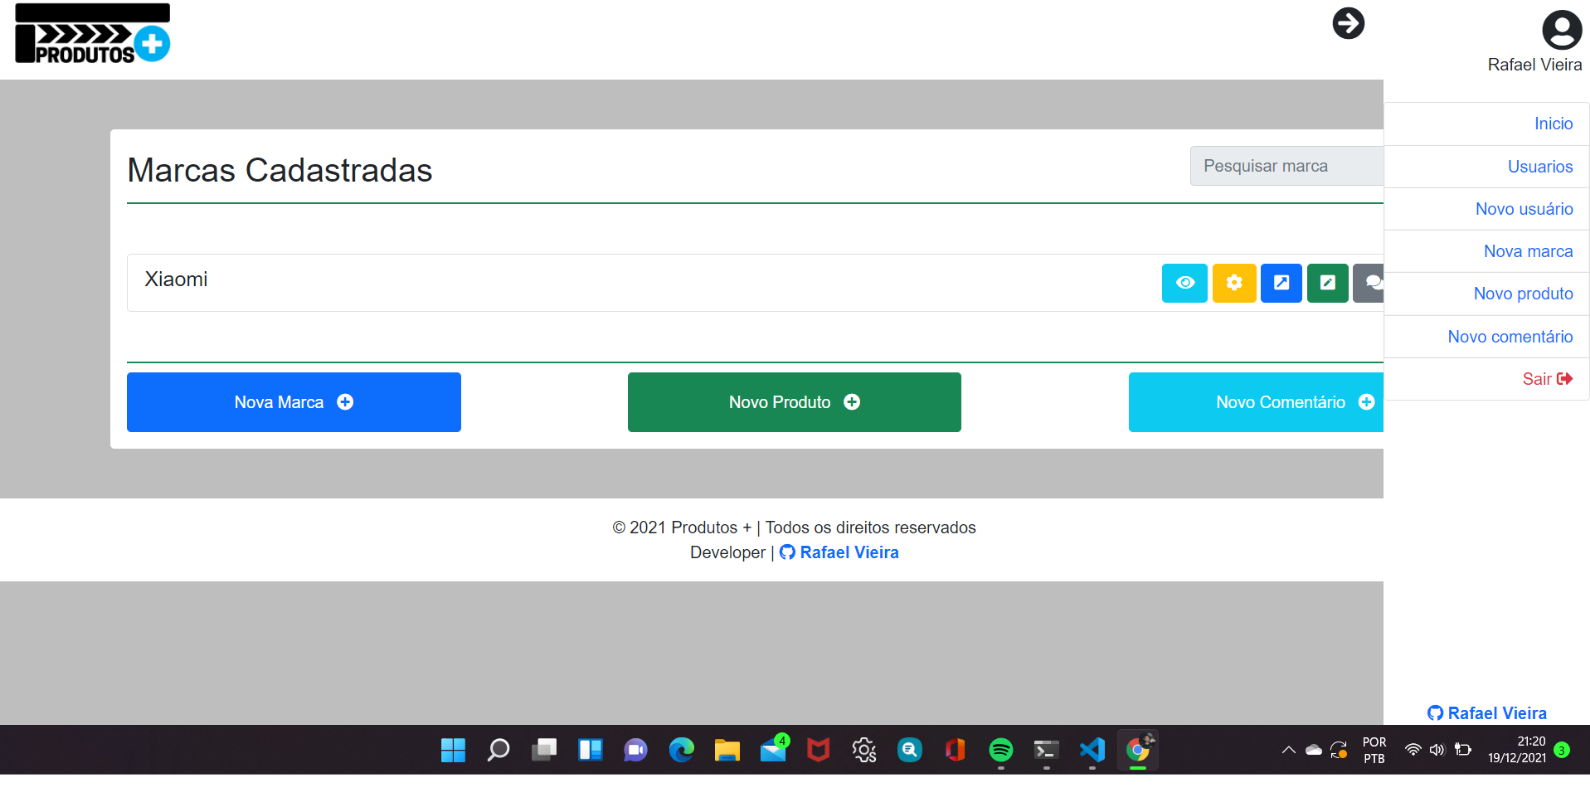 PRODUTOS
Rafael Vieira
Inicio
Usuarios
Novo usuário
Nova marca
Novo produto
Novo comentário
Sair
Marcas Cadastradas
Pesquisar marca
Xiaomi
Nova Marca
Novo Produto
Novo Comentário
© 2021 Produtos + | Todos os direitos reservados
Developer | Rafael Vieira
Rafael Vieira
4
POR
PTB
21:20
19/12/2021
3